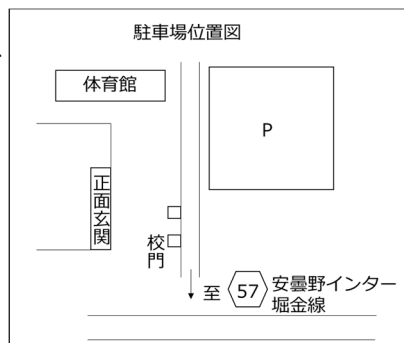 駐車場位置図
体育館
P
正面玄関
校門
至 57 安曇野インター
堀金線